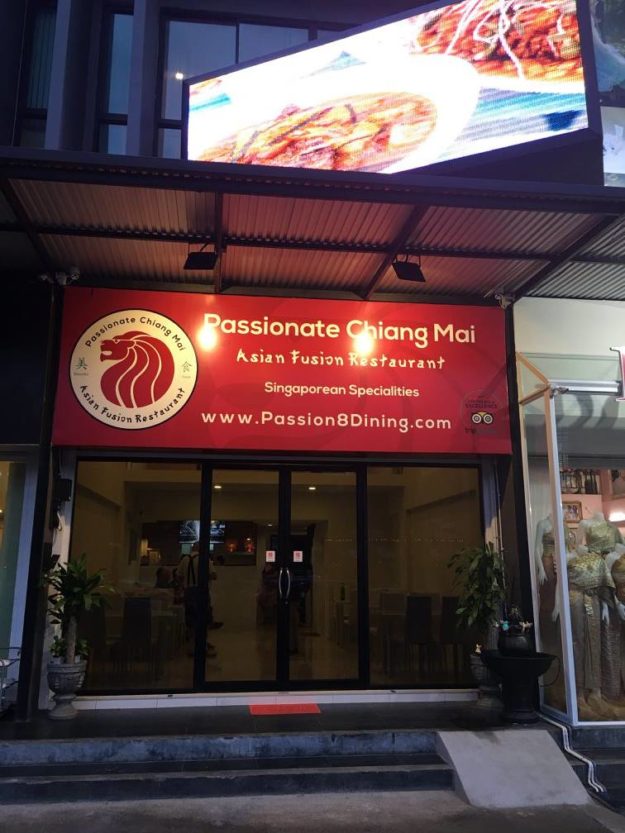 Passionate Chiang Mai
美 食
Asian Fusion Restaurant
Passionate Chiang Mai
Asian Fusion Restaurant
Singaporean Specialities
www.Passion8Dining.com